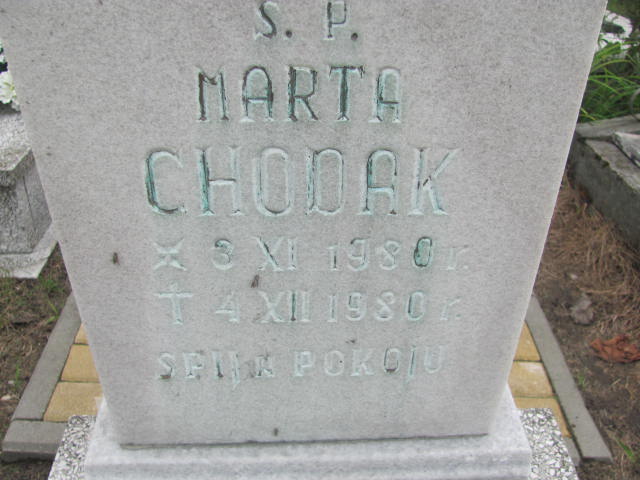 S. P.
MARTA
CHODAK
* 3 XI 1980 r.
† 4 XII 1980 r.
SPIJ W POKOJU